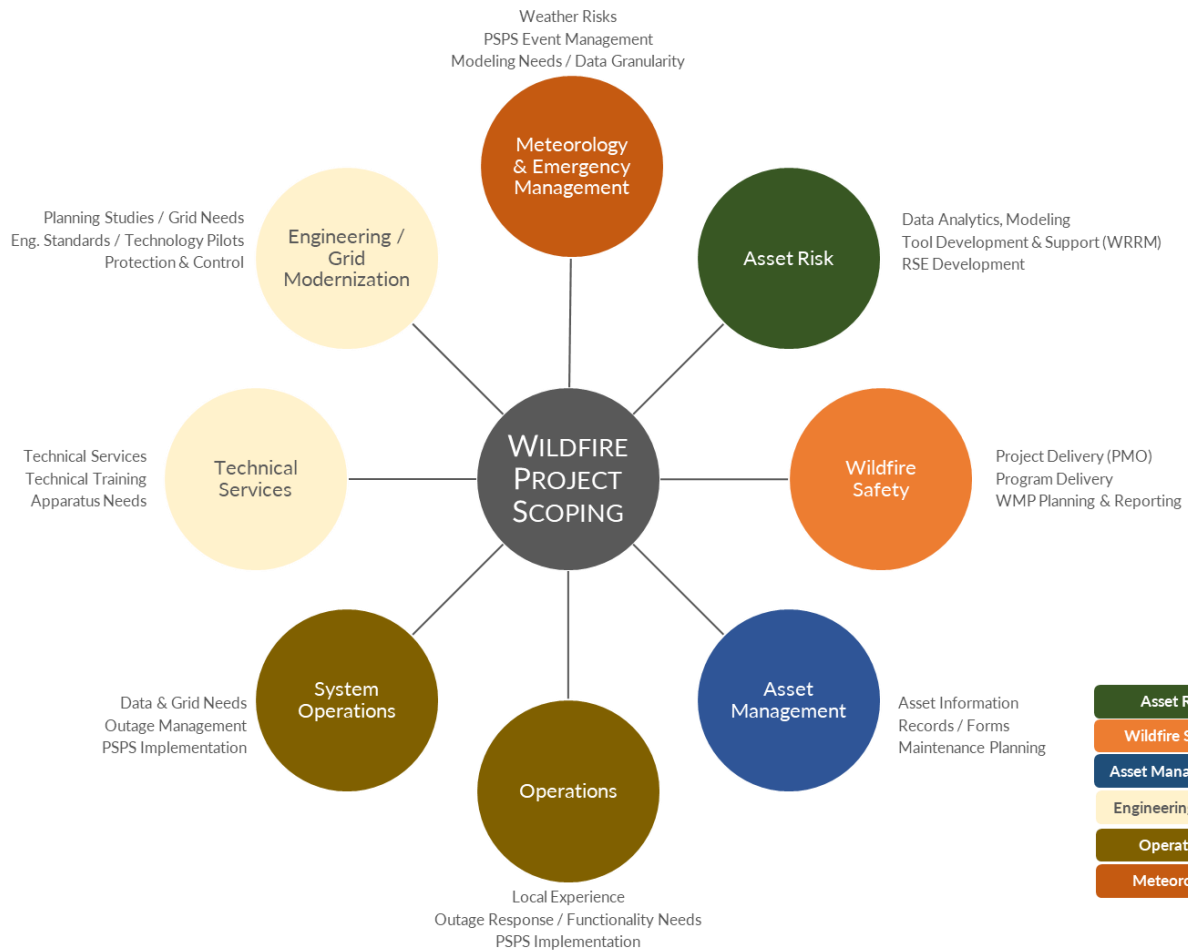 Weather Risks
PSPS Event Management
Modeling Needs / Data Granularity
Meteorology
& Emergency
Management
Planning Studies / Grid Needs
Eng. Standards / Technology Pilots
Protection & Control
Engineering /
Grid
Modernization
Asset Risk
Data Analytics, Modeling
Tool Development & Support (WRRM)
RSE Development
Technical Services
Technical Training
Apparatus Needs
Technical
Services
WILDFIRE
PROJECT
SCOPING
Wildfire
Safety
Project Delivery (PMO)
Program Delivery
WMP Planning & Reporting
Data & Grid Needs
Outage Management
PSPS Implementation
System
Operations
Operations
Local Experience
Outage Response / Functionality Needs
PSPS Implementation
Asset
Management
Asset Information
Records / Forms
Maintenance Planning
Asset
Wildfire
Asset
Engineering